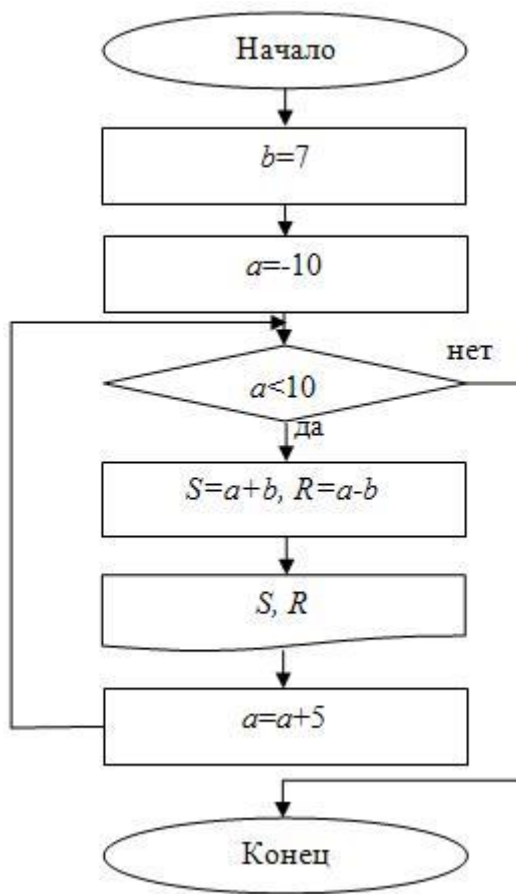 Начало
b=7
a=-10
нет
a<10
да
S=a+b, R=a-b
S, R
a=a+5
Конец